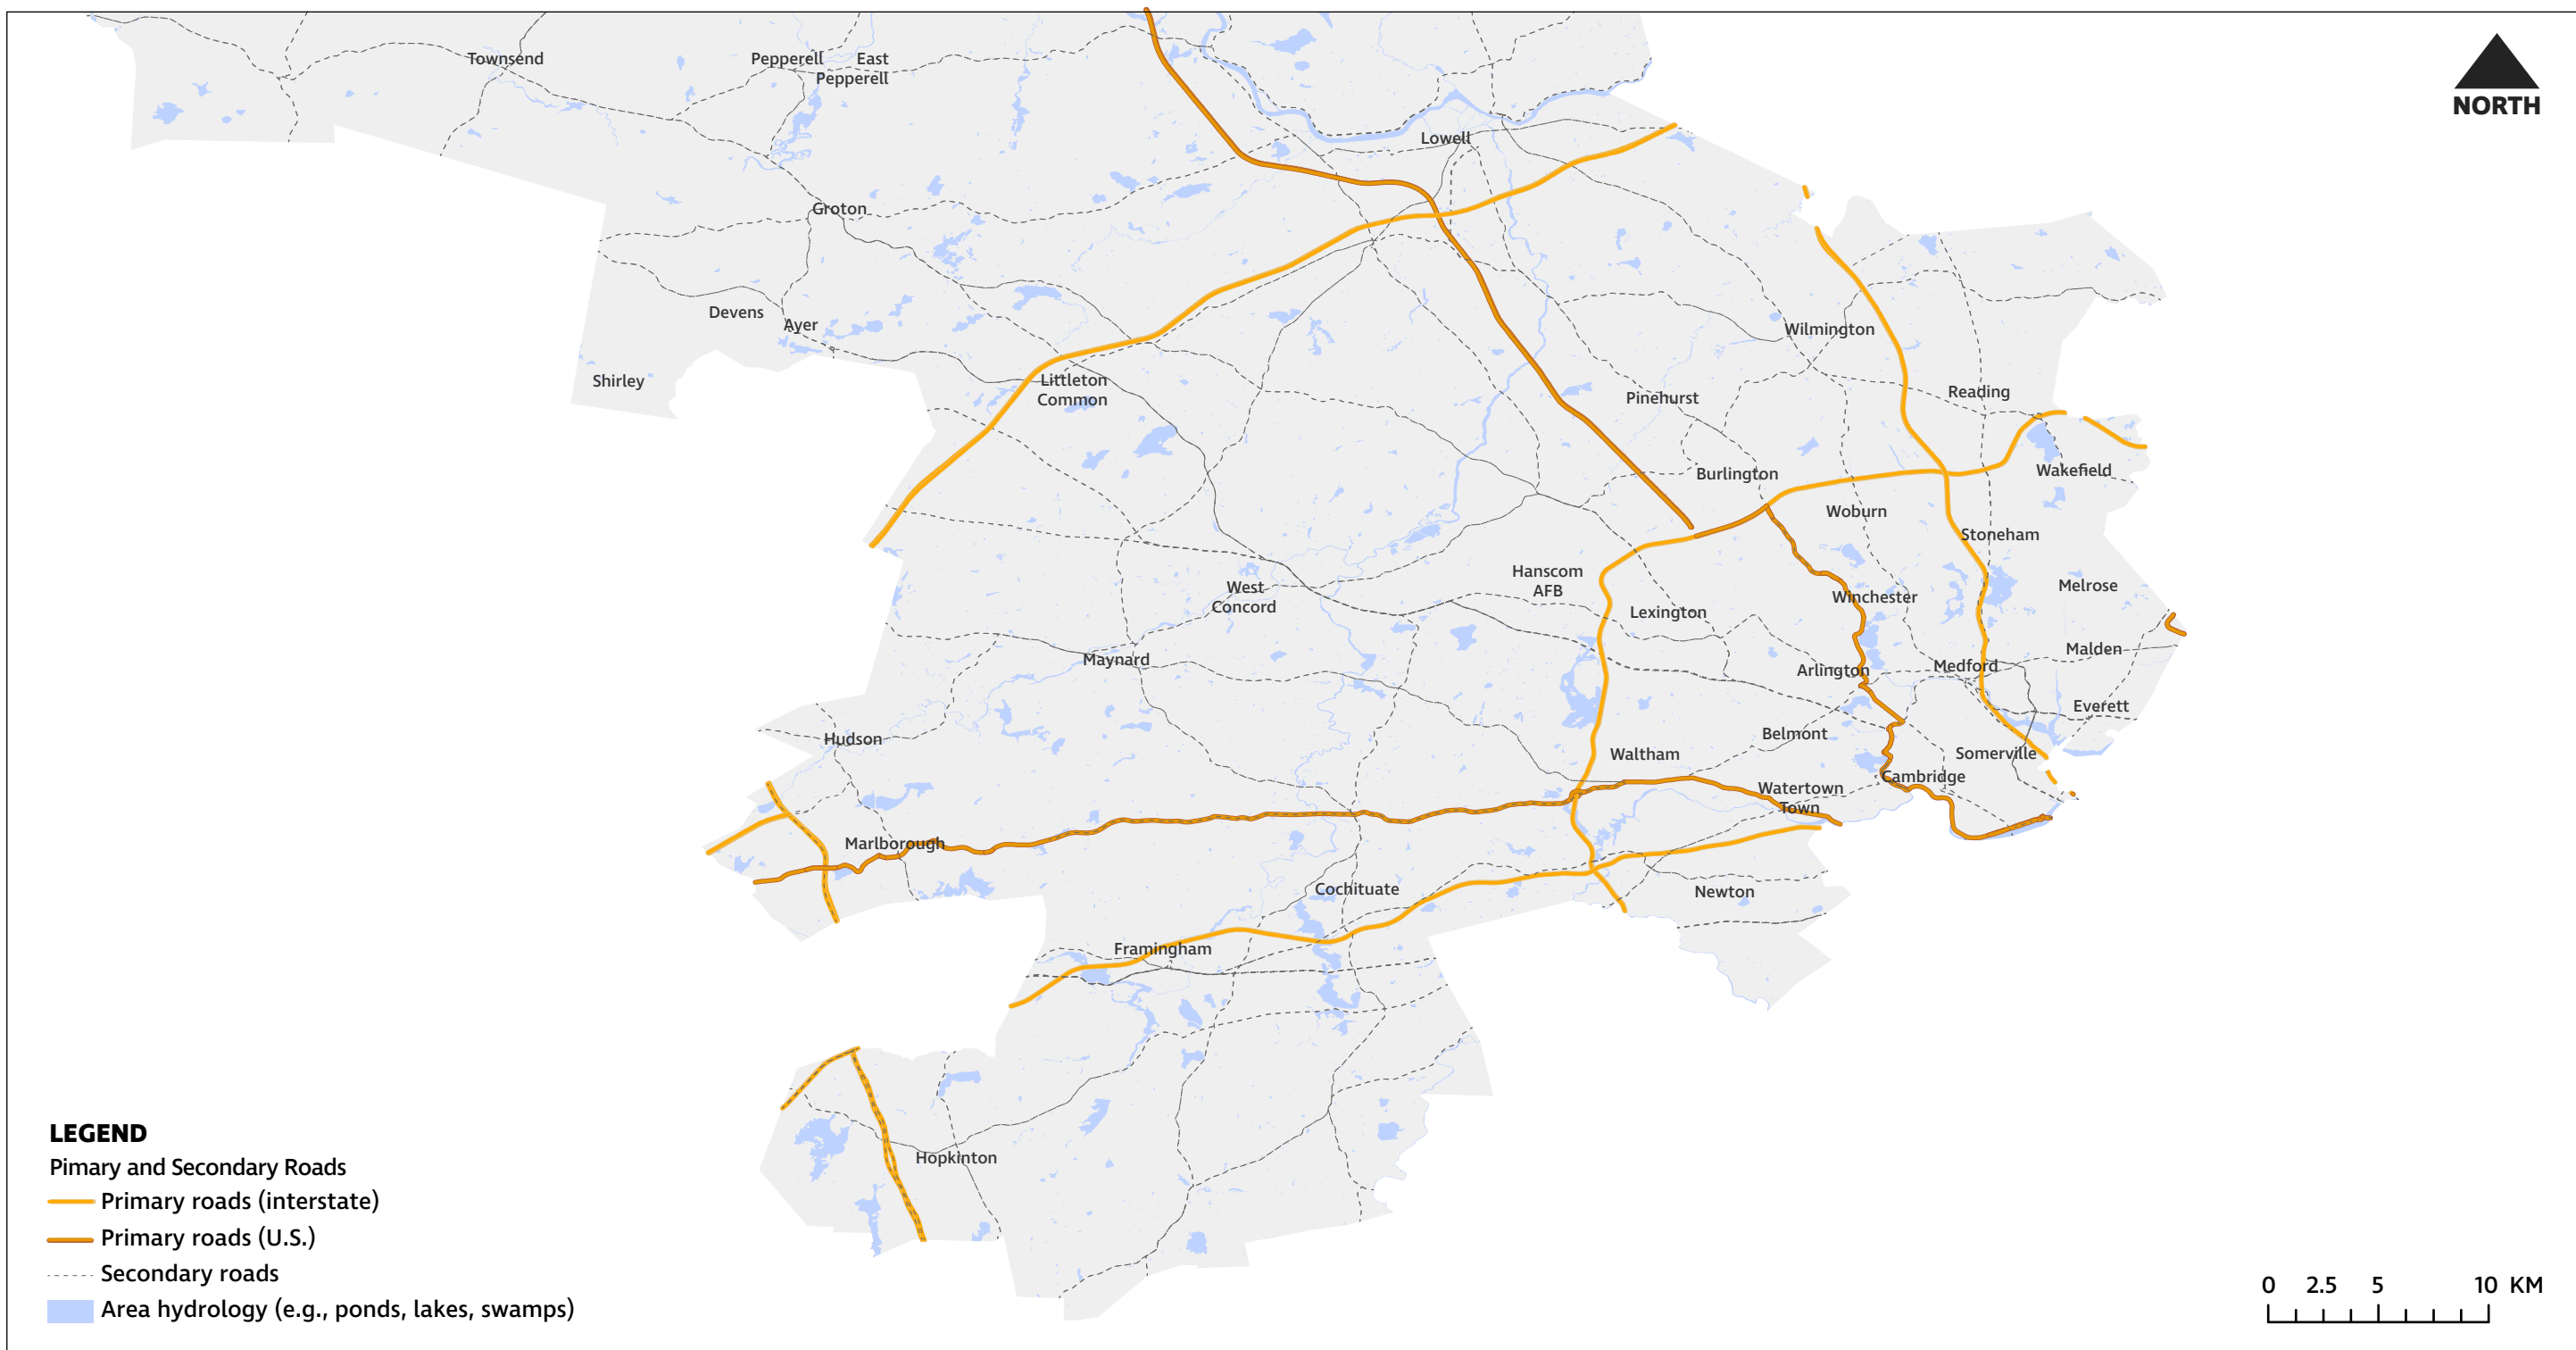 Townsend
Pepperell
East
Pepperell
NORTH
Lowell
Groton
Devens
Ayer
Wilmington
Shirley
Littleton
Common
Reading
Pinehurst
Burlington
Wakefield
Woburn
Stoneham
Hanscom
AFB
West
Concord
Melrose
Winchester
Lexington
Maynard
Malden
Arlington
Medford
Everett
Hudson
Belmont
Waltham
Somerville
Cambridge
Watertown
Town
Marlborough
Cochituate
Newton
Framingham
Hopkinton
LEGEND
Pimary and Secondary Roads
Primary roads (interstate)
Primary roads (U.S.)
Secondary roads
Area hydrology (e.g., ponds, lakes, swamps)
0 2.5 5 10 KM